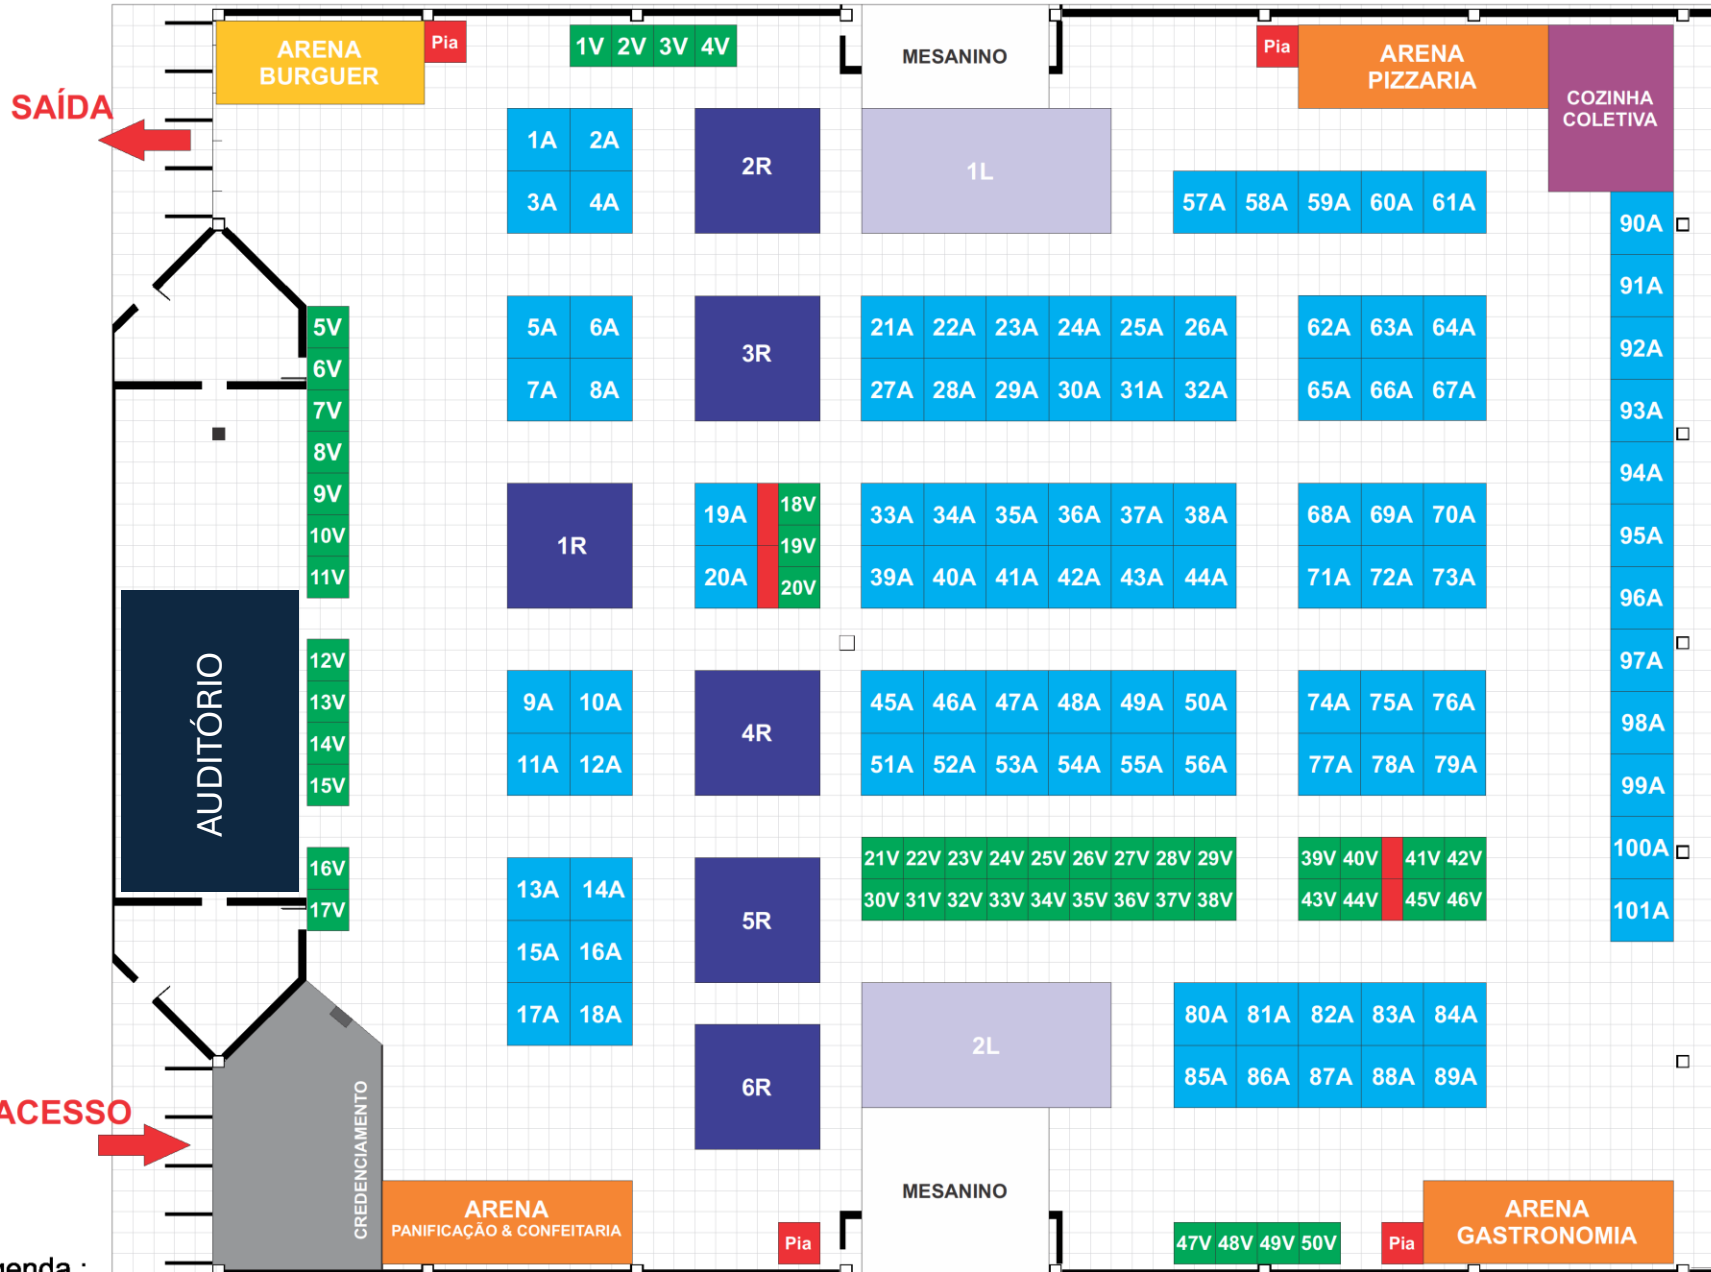 ARENA
BURGUER
Pia
1V 2V 3V 4V
MESANINO
Pia
ARENA
PIZZARIA
COZINHA
COLETIVA
SAÍDA
1A 2A
3A 4A
2R
1L
57A 58A 59A 60A 61A
90A
91A
92A
93A
94A
95A
96A
97A
98A
99A
100A
101A
5V
6V
7V
8V
9V
10V
11V
5A 6A
7A 8A
3R
21A 22A 23A 24A 25A 26A
27A 28A 29A 30A 31A 32A
62A 63A 64A
65A 66A 67A
1R
19A
20A
18V
19V
20V
33A 34A 35A 36A 37A 38A
39A 40A 41A 42A 43A 44A
68A 69A 70A
71A 72A 73A
AUDITÓRIO
12V
13V
14V
15V
16V
17V
9A 10A
11A 12A
4R
45A 46A 47A 48A 49A 50A
51A 52A 53A 54A 55A 56A
74A 75A 76A
77A 78A 79A
13A 14A
15A 16A
17A 18A
5R
21V 22V 23V 24V 25V 26V 27V 28V 29V
30V 31V 32V 33V 34V 35V 36V 37V 38V
39V 40V 41V 42V
43V 44V 45V 46V
6R
2L
80A 81A 82A 83A 84A
85A 86A 87A 88A 89A
ACESSO
CREDENCIAMENTO
ARENA
PANIFICAÇÃO & CONFEITARIA
Pia
MESANINO
47V 48V 49V 50V
Pia
ARENA
GASTRONOMIA